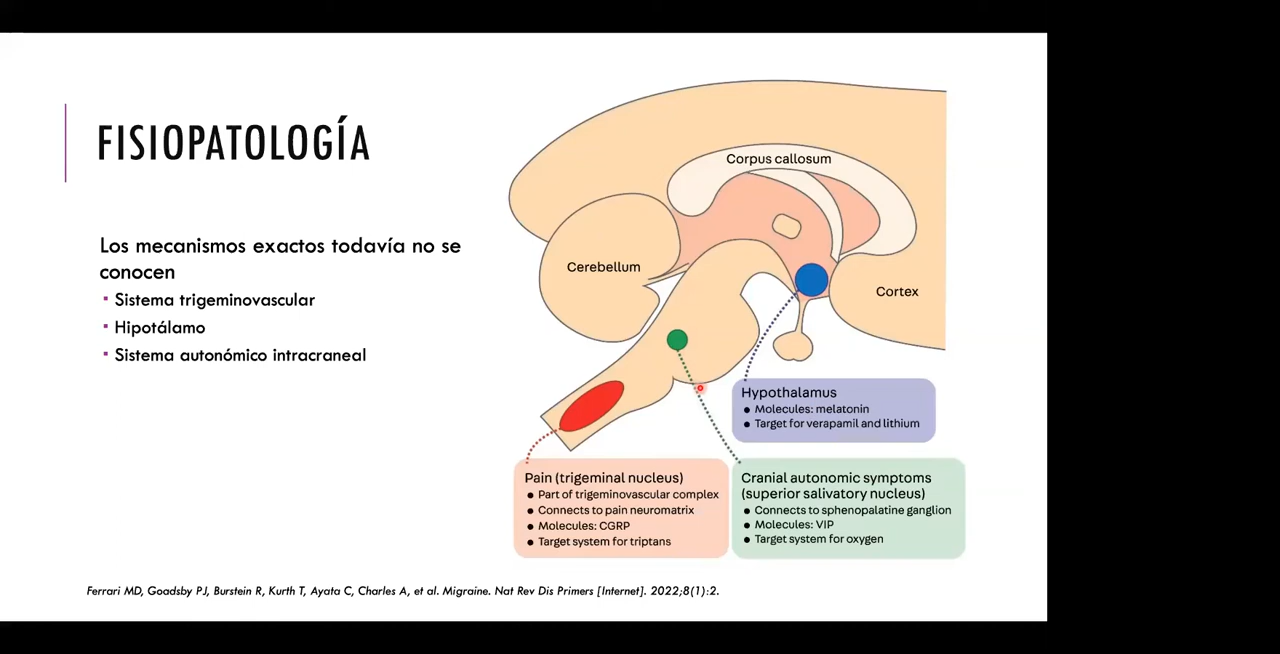 FISIOPATOLOGÍA
Los mecanismos exactos todavía no se
conocen
▪ Sistema trigeminovascular
▪ Hipotálamo
▪ Sistema autonómico intracraneal
Corpus callosum
Cerebellum
Cortex
Hypothalamus
● Molecules: melatonin
● Target for verapamil and lithium
Pain (trigeminal nucleus)
● Part of trigeminovascular complex
● Connects to pain neuromatrix
● Molecules: CGRP
● Target system for triptans
Cranial autonomic symptoms
(superior salivatory nucleus)
● Connects to sphenopalatine ganglion
● Molecules: VIP
● Target system for oxygen
Ferrari MD, Goadsby PJ, Burstein R, Kurth T, Ayata C, Charles A, et al. Migraine. Nat Rev Dis Primers [Internet]. 2022;8(1):2.